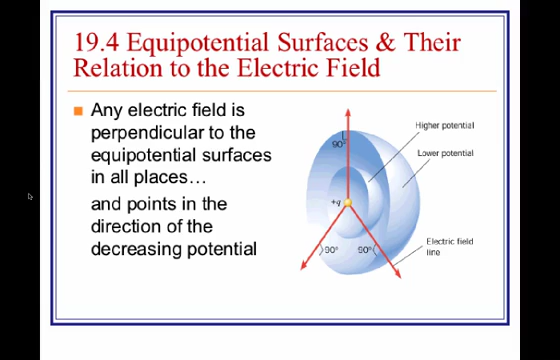 19.4 Equipotential Surfaces & Their
Relation to the Electric Field
Any electric field is
perpendicular to the
equipotential surfaces
in all places…
and points in the
direction of the
decreasing potential
Higher potential
Lower potential
90°
+q
90°
90°
Electric field
line